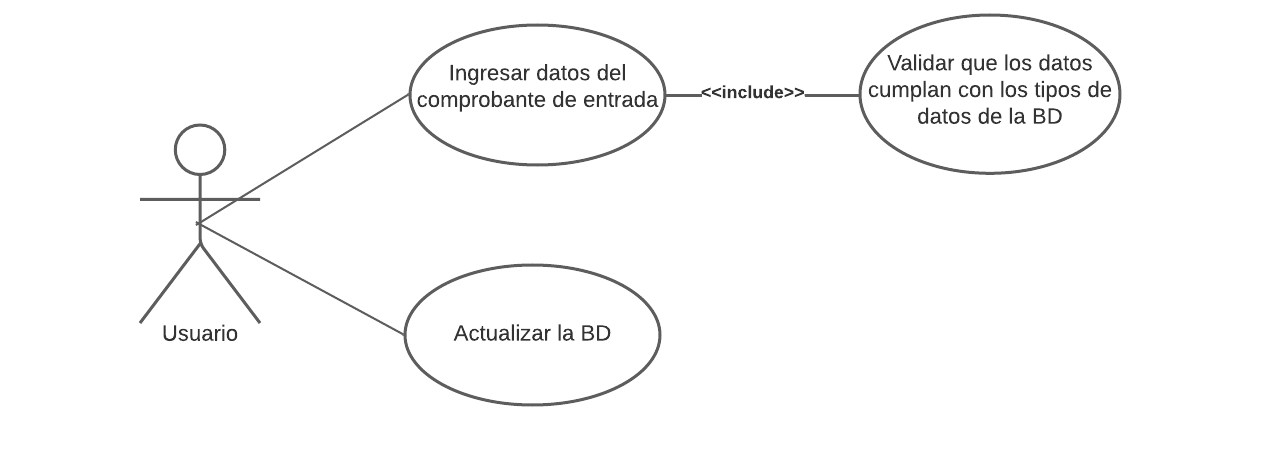 Ingresar datos del
comprobante de entrada
<<include>>
Validar que los datos
cumplan con los tipos de
datos de la BD
Usuario
Actualizar la BD